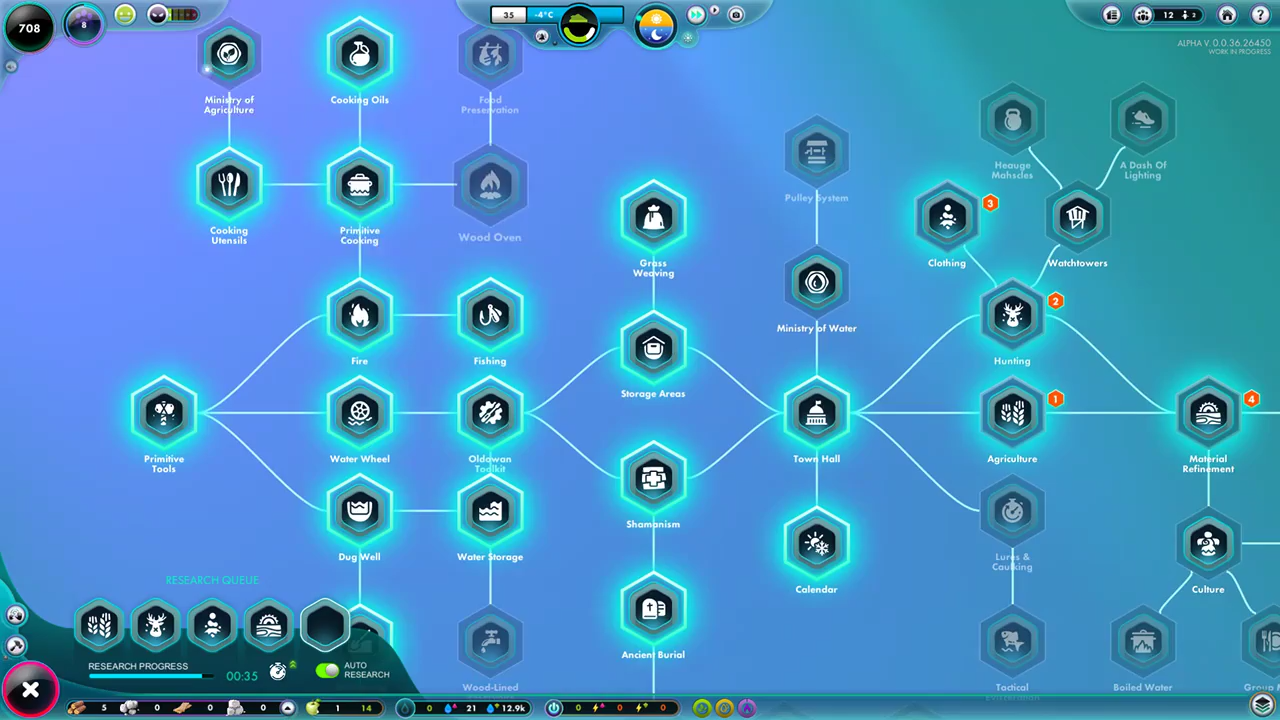 708
8
35
-4°C
12
2
ALPHA V. 0.0.36.26450
WORK IN PROGRESS
Ministry of
Agriculture
Cooking Oils
Food
Preservation
Pulley System
Heauge
Mahscles
A Dash Of
Lighting
Cooking
Utensils
Primitive
Cooking
Wood Oven
Grass
Weaving
3
Clothing
Watchtowers
Ministry of Water
2
Fire
Fishing
Hunting
Storage Areas
1
4
Primitive
Tools
Water Wheel
Oldowan
Toolkit
Town Hall
Agriculture
Material
Refinement
Shamanism
Dug Well
Water Storage
Lures &
Caulking
Calendar
Culture
Ancient Burial
Wood-Lined
Tactical
Boiled Water
RESEARCH QUEUE
RESEARCH PROGRESS
00:35
AUTO
RESEARCH
5
0
0
0
1
14
0
21
12.9k
0
0
0